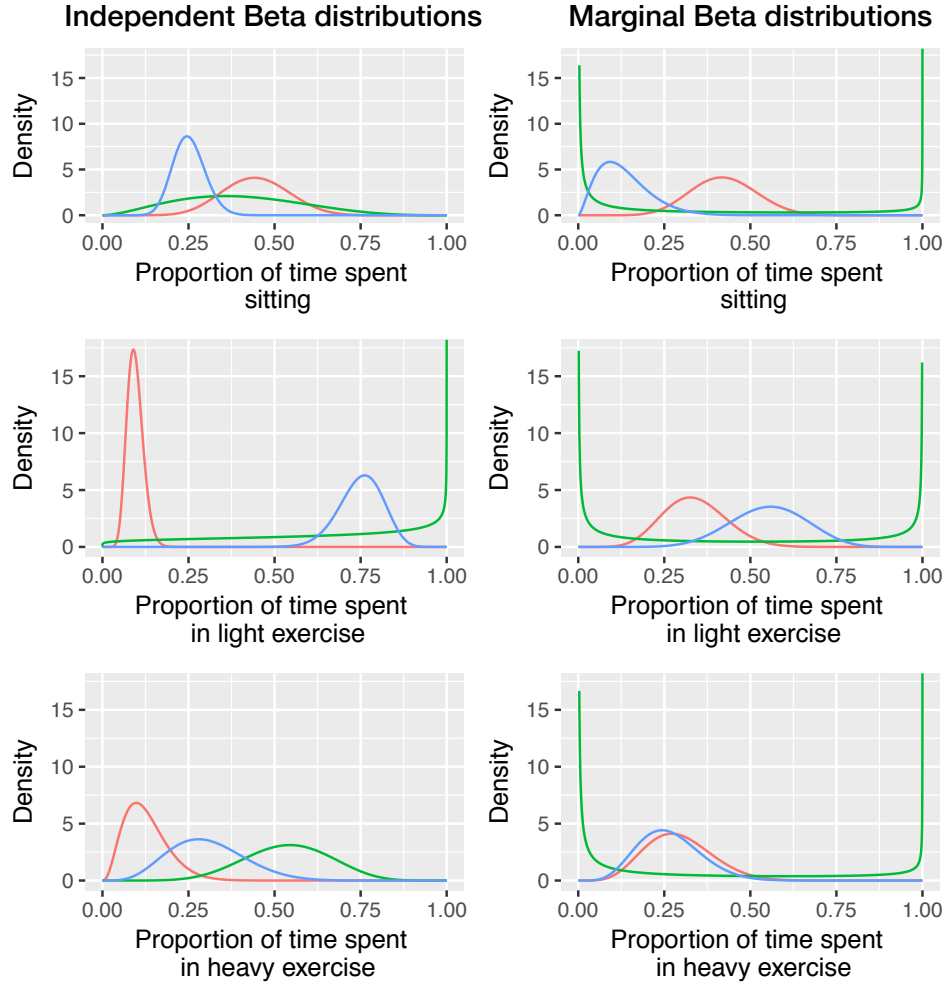 Independent Beta distributions
Marginal Beta distributions
Density
15
10
5
0
0.00 0.25 0.50 0.75 1.00
Proportion of time spent
sitting
Density
15
10
5
0
0.00 0.25 0.50 0.75 1.00
Proportion of time spent
sitting
Density
15
10
5
0
0.00 0.25 0.50 0.75 1.00
Proportion of time spent
in light exercise
Density
15
10
5
0
0.00 0.25 0.50 0.75 1.00
Proportion of time spent
in light exercise
Density
15
10
5
0
0.00 0.25 0.50 0.75 1.00
Proportion of time spent
in heavy exercise
Density
15
10
5
0
0.00 0.25 0.50 0.75 1.00
Proportion of time spent
in heavy exercise